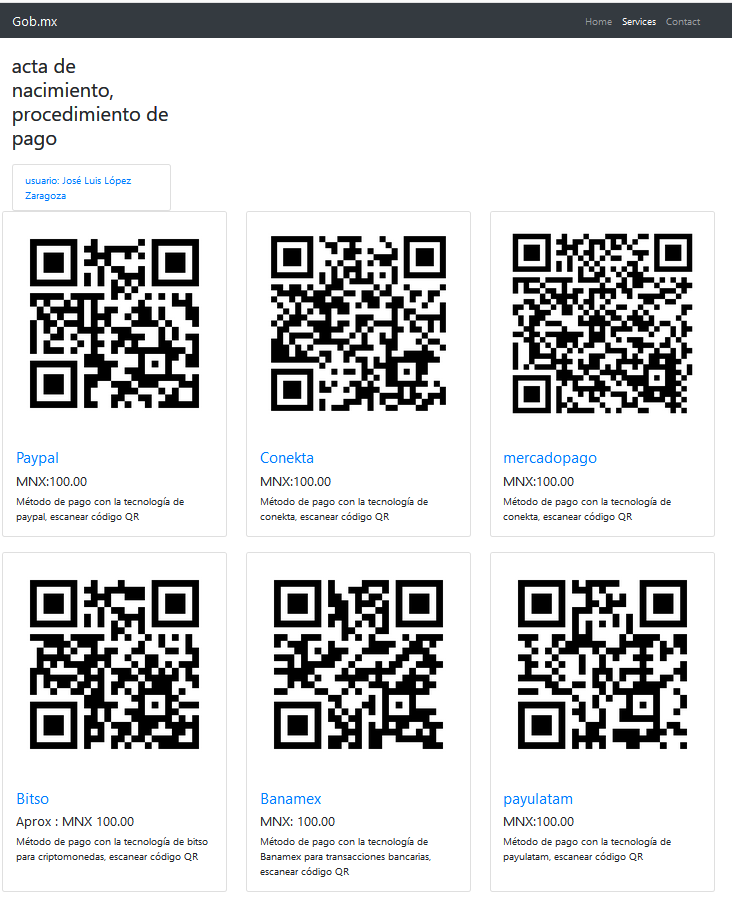 Gob.mx
Home Services Contact
acta de
nacimiento,
procedimiento de
pago
usuario: José Luis López
Zaragoza
Paypal
MNX:100.00
Método de pago con la tecnología de
paypal, escanear código QR
Conekta
MNX:100.00
Método de pago con la tecnología de
conekta, escanear código QR
mercadopago
MNX:100.00
Método de pago con la tecnología de
conekta, escanear código QR
Bitso
Aprox : MNX 100.00
Método de pago con la tecnología de bitso
para criptomonedas, escanear código QR
Banamex
MNX: 100.00
Método de pago con la tecnología de
Banamex para transacciones bancarias,
escanear código QR
payulatam
MNX:100.00
Método de pago con la tecnología de
payulatam, escanear código QR